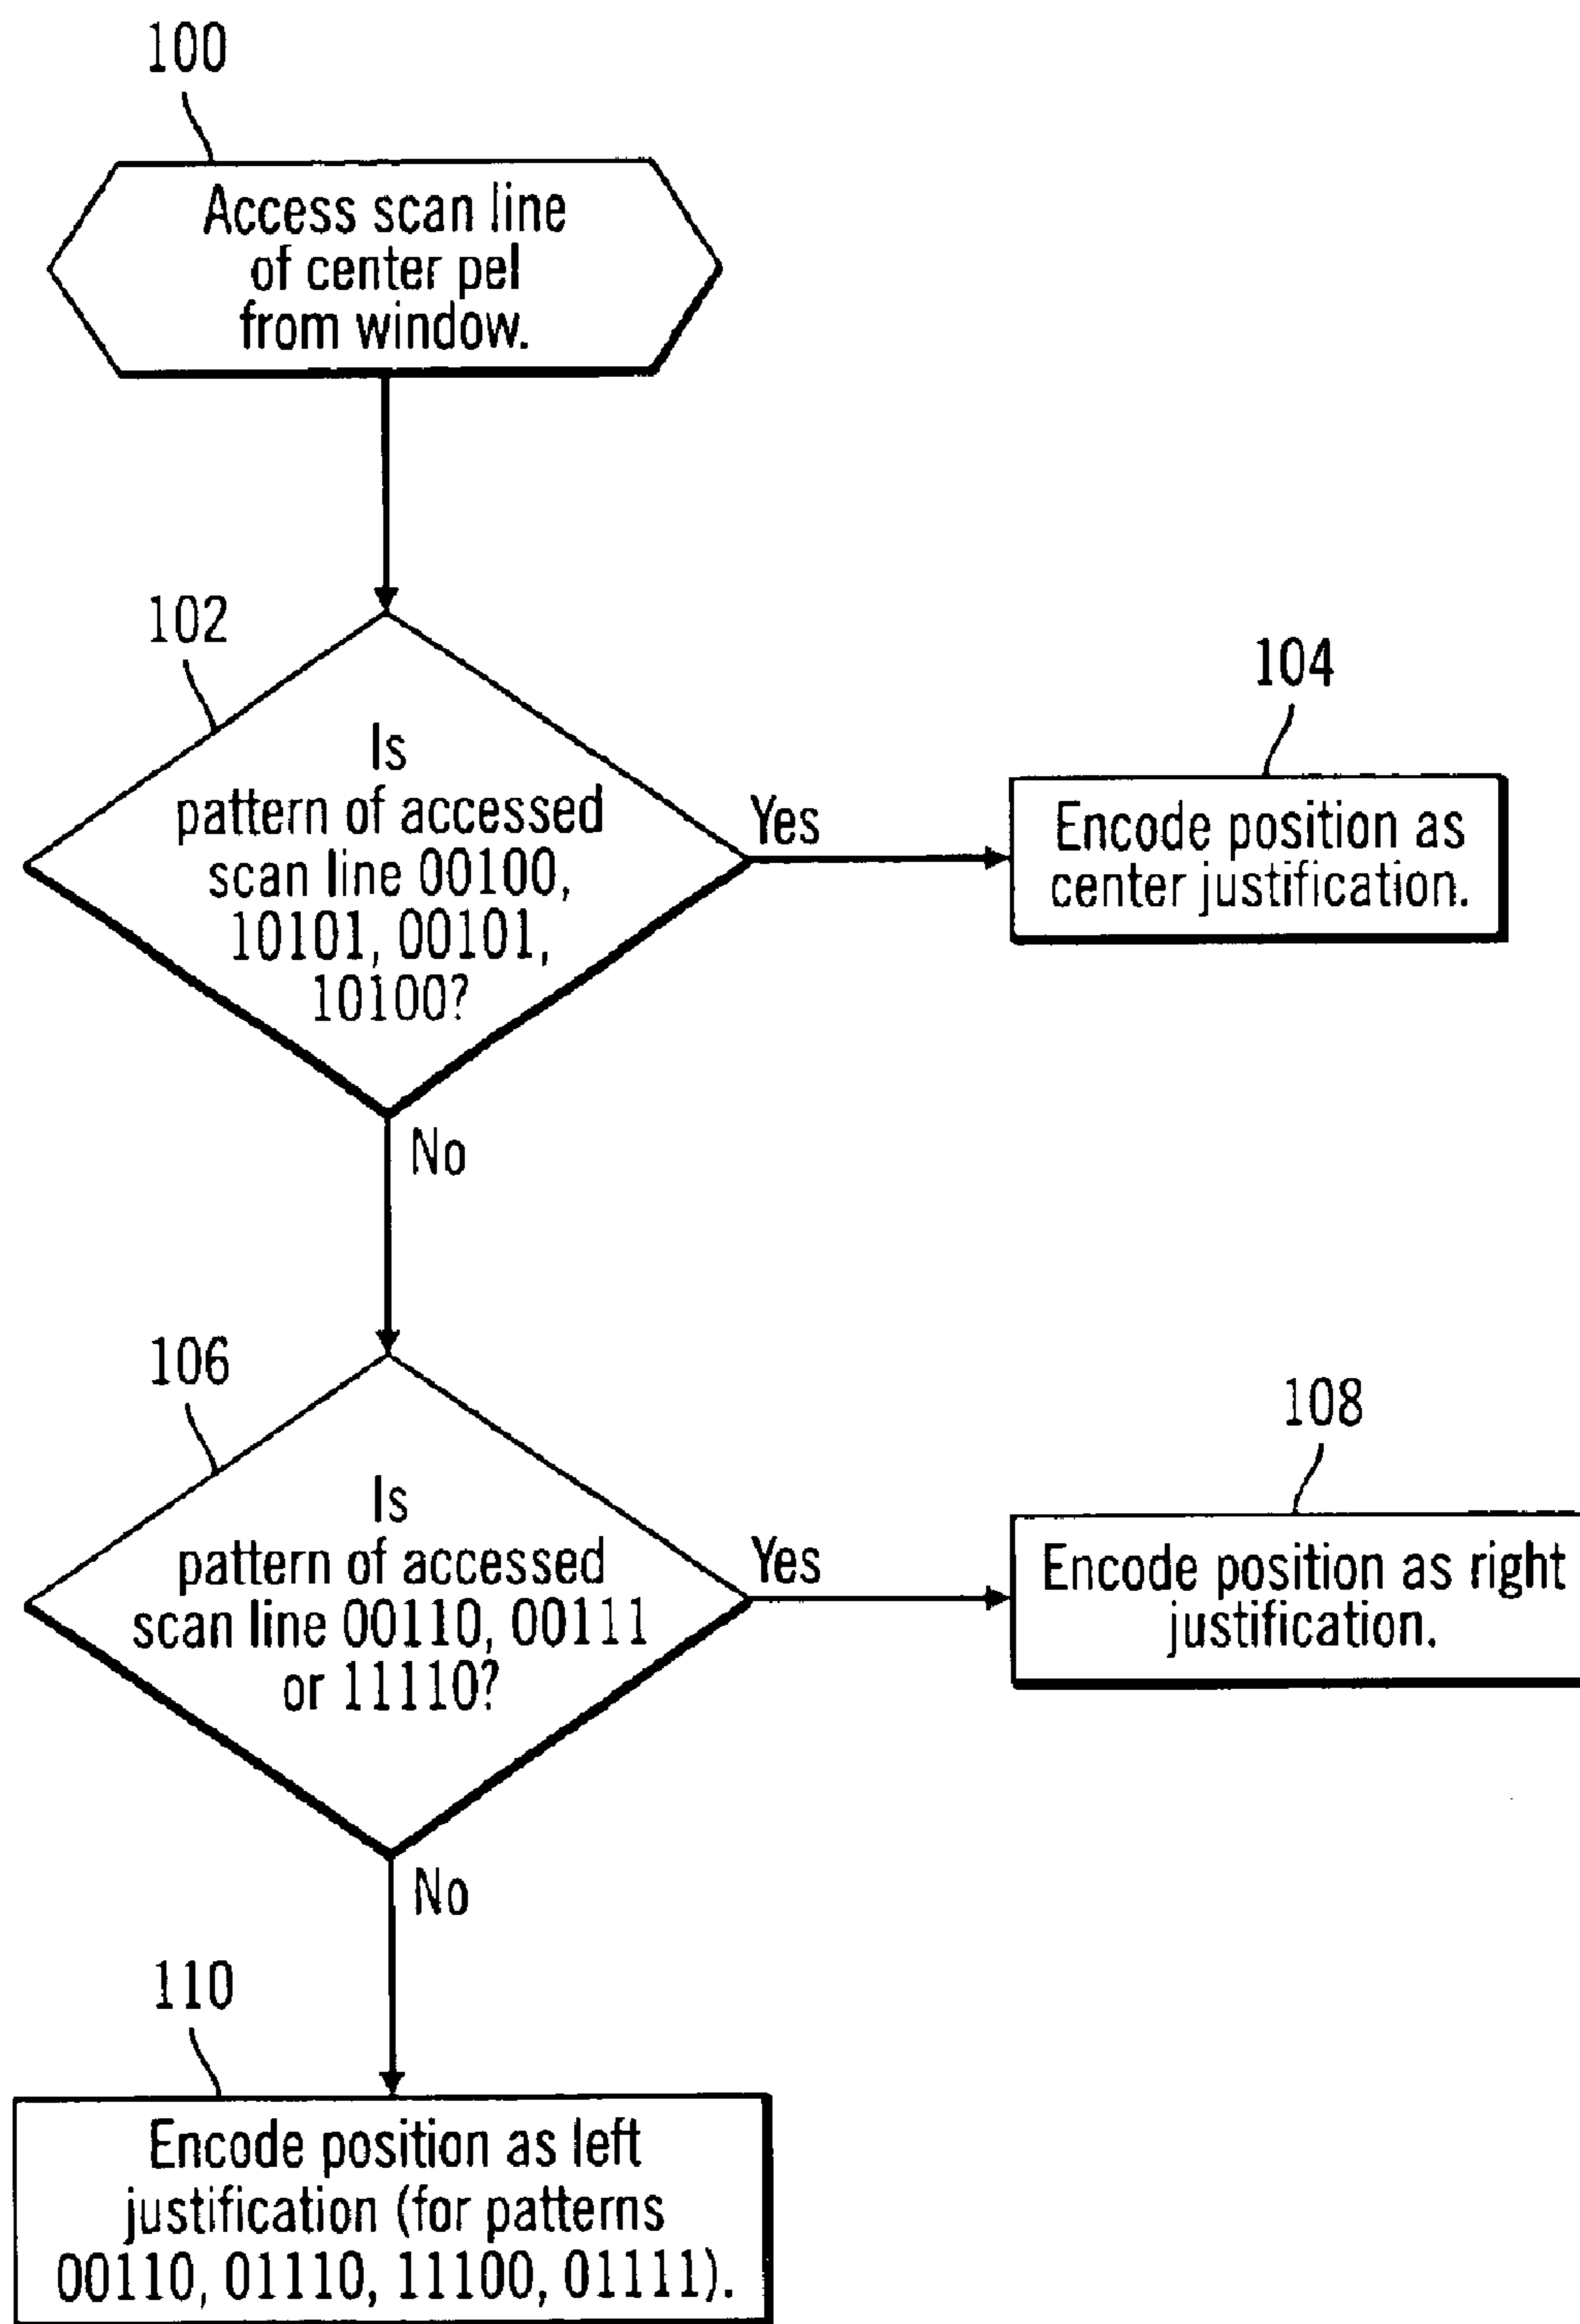 100
Access scan line
of center pel
from window.
102
Is
pattern of accessed
scan line 00100,
10101, 00101,
10100?
Yes
104
Encode position as
center justification.
No
106
Is
pattern of accessed
scan line 00110, 00111
or 11110?
Yes
108
Encode position as right
justification.
No
110
Encode position as left
justification (for patterns
00110, 01110, 11100, 01111).